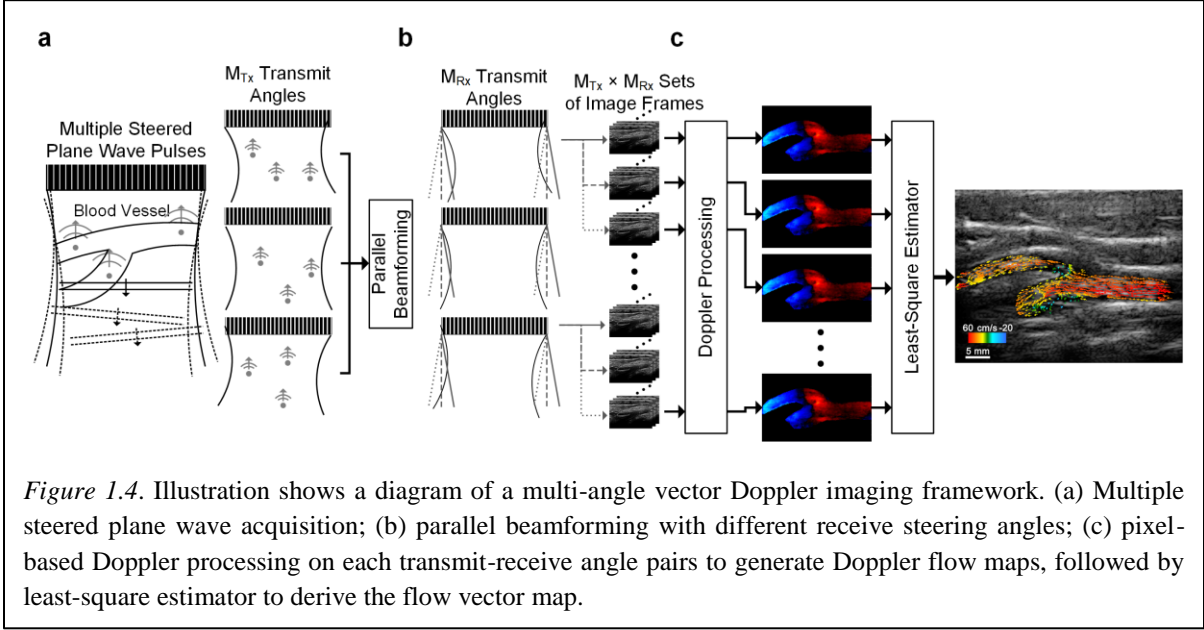 a
b
c
M_Tx Transmit
Angles
M_Rx Transmit
Angles
M_Tx × M_Rx Sets
of Image Frames
Multiple Steered
Plane Wave Pulses
Blood Vessel
Parallel
Beamforming
Doppler Processing
Least-Square Estimator
60 cm/s -20
5 mm
Figure 1.4. Illustration shows a diagram of a multi-angle vector Doppler imaging framework. (a) Multiple
steered plane wave acquisition; (b) parallel beamforming with different receive steering angles; (c) pixel-
based Doppler processing on each transmit-receive angle pairs to generate Doppler flow maps, followed by
least-square estimator to derive the flow vector map.